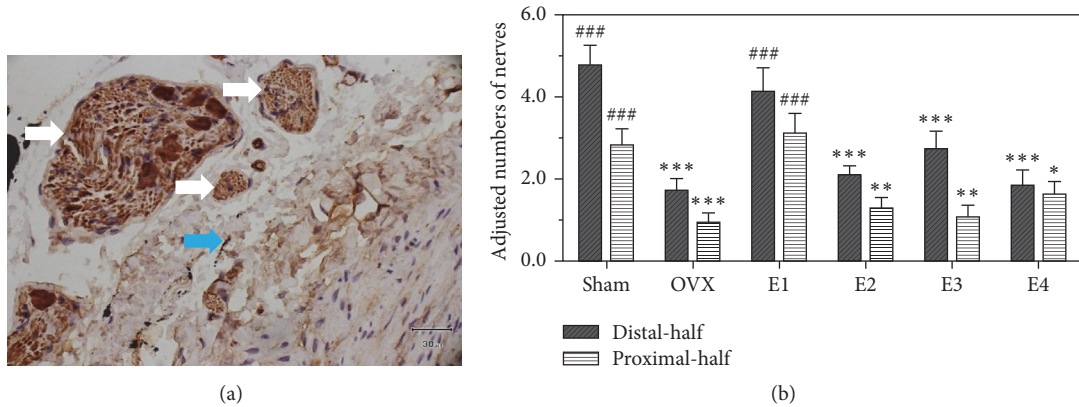 30 μm
(a)
Adjusted numbers of nerves
6.0
4.0
2.0
0.0
###
###
***
***
###
###
***
**
***
**
***
*
Sham
OVX
E1
E2
E3
E4
Distal-half
Proximal-half
(b)